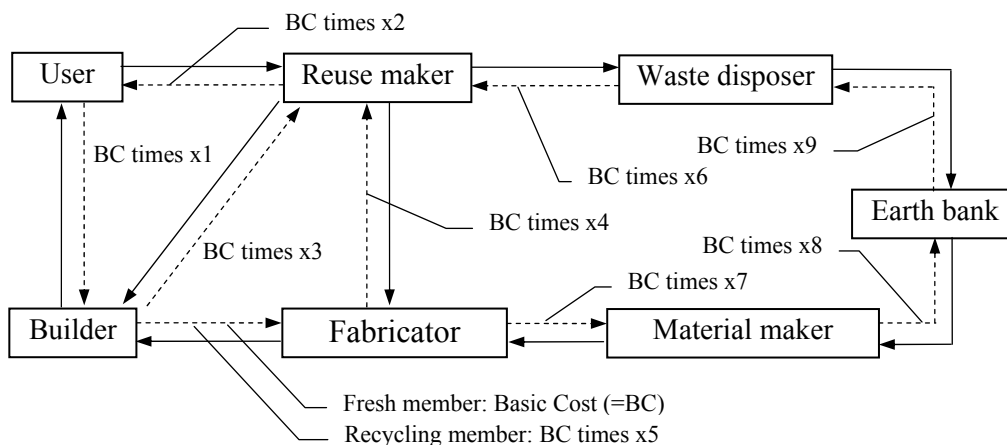 BC times x2
User
Reuse maker
Waste disposer
BC times x1
BC times x9
BC times x6
Earth bank
BC times x4
BC times x3
BC times x8
BC times x7
Builder
Fabricator
Material maker
Fresh member: Basic Cost (=BC)
Recycling member: BC times x5